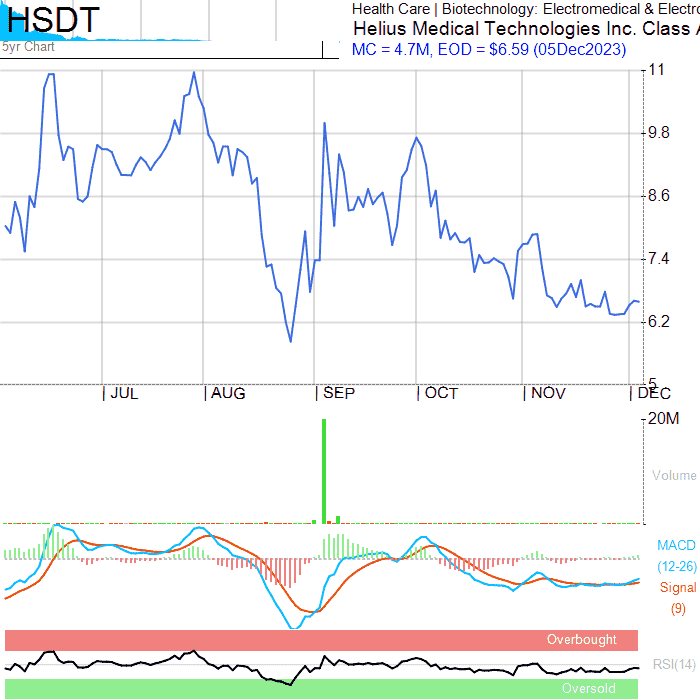 HSDT
5yr Chart
Health Care | Biotechnology: Electromedical & Electro
Helius Medical Technologies Inc. Class A
MC = 4.7M, EOD = $6.59 (05Dec2023)
11
9.8
8.6
7.4
6.2
5
JUL AUG SEP OCT NOV DEC
20M
Volume
MACD
(12-26)
Signal
(9)
Overbought
RSI(14)
Oversold